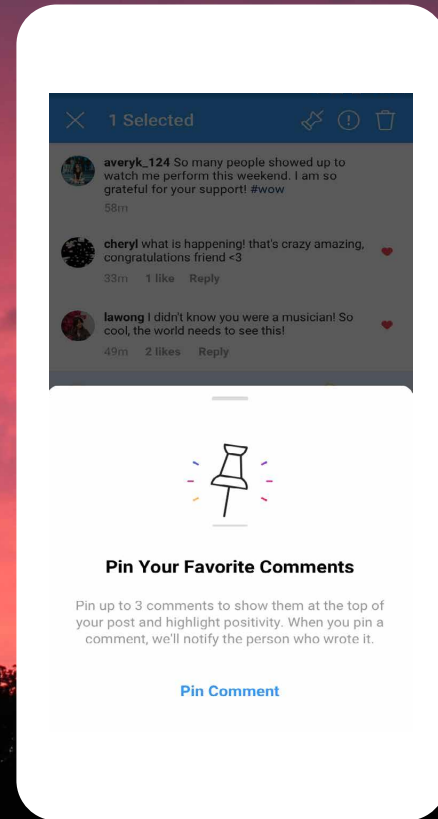 1 Selected
averyk_124 So many people showed up to
watch me perform this weekend. I am so
grateful for your support! #wow
58m
cheryl what is happening! that's crazy amazing,
congratulations friend <3
33m 1 like Reply
lawong I didn't know you were a musician! So
cool, the world needs to see this!
49m 2 likes Reply
Pin Your Favorite Comments
Pin up to 3 comments to show them at the top of
your post and highlight positivity. When you pin a
comment, we'll notify the person who wrote it.
Pin Comment